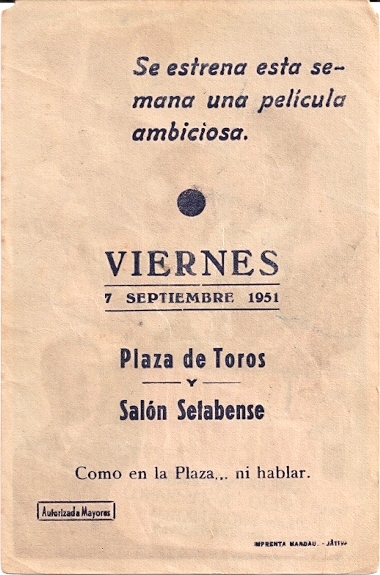 Se estrena esta se-
mana una película
ambiciosa.
VIERNES
7 SEPTIEMBRE 1951
Plaza de Toros
Y
Salón Setabense
Como en la Plaza... ni hablar.
Autorizada Mayores
IMPRENTA - JÁTIVA